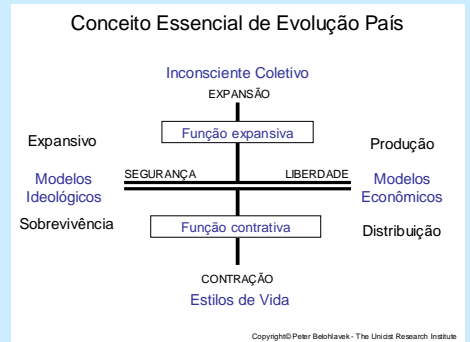 Conceito Essencial de Evolução País
Inconsciente Coletivo
EXPANSÃO
Função expansiva
Expansivo
Produção
SEGURANÇA
LIBERDADE
Modelos
Ideológicos
Modelos
Econômicos
Sobrevivência
Função contrativa
Distribuição
CONTRAÇÃO
Estilos de Vida
Copyright© Peter Belohlavek - The Unicist Research Institute